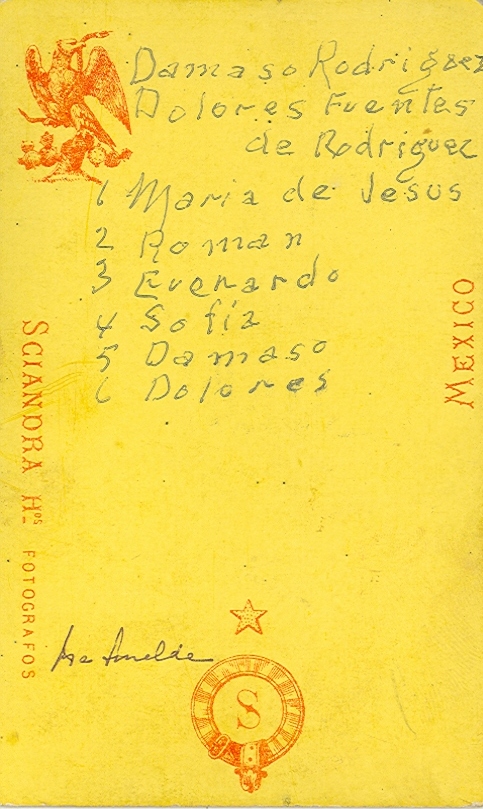 Damaso Rodriguez
Dolores Fuentes
de Rodriguez
1 Maria de Jesus
2 Roman
3 Evenardo
4 Sofia
5 Damaso
6 Dolores
MEXICO
SCIANDRA Hos FOTOGRAFOS
S